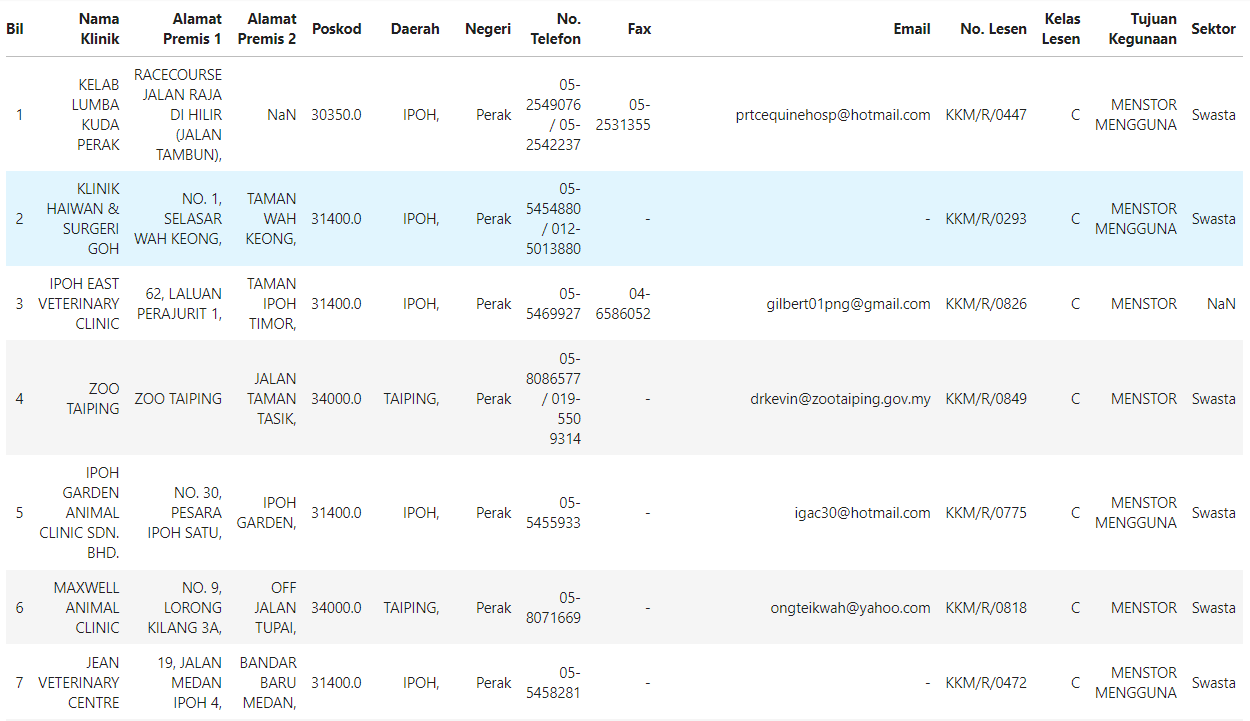 Bil Nama Klinik Alamat Premis 1 Alamat Premis 2 Poskod Daerah Negeri No. Telefon Fax Email No. Lesen Kelas Lesen Tujuan Kegunaan Sektor
1 KELAB LUMBA KUDA PERAK RACECOURSE JALAN RAJA DI HILIR (JALAN TAMBUN), NaN 30350.0 IPOH, Perak 05-2549076 / 05-2542237 05-2531355 prtcequinehosp@hotmail.com KKM/R/0447 C MENSTOR MENGGUNA Swasta
2 KLINIK HAIWAN & SURGERI GOH NO. 1, SELASAR WAH KEONG, TAMAN WAH KEONG, 31400.0 IPOH, Perak 05-5454880 / 012-5013880 - - KKM/R/0293 C MENSTOR MENGGUNA Swasta
3 IPOH EAST VETERINARY CLINIC 62, LALUAN PERAJURIT 1, TAMAN IPOH TIMOR, 31400.0 IPOH, Perak 05-5469927 04-6586052 gilbert01png@gmail.com KKM/R/0826 C MENSTOR NaN
4 ZOO TAIPING ZOO TAIPING JALAN TAMAN TASIK, 34000.0 TAIPING, Perak 05-8086577 / 019-550 9314 - drkevin@zootaiping.gov.my KKM/R/0849 C MENSTOR Swasta
5 IPOH GARDEN ANIMAL CLINIC SDN. BHD. NO. 30, PESARA IPOH SATU, IPOH GARDEN, 31400.0 IPOH, Perak 05-5455933 - igac30@hotmail.com KKM/R/0775 C MENSTOR MENGGUNA Swasta
6 MAXWELL ANIMAL CLINIC NO. 9, LORONG KILANG 3A, OFF JALAN TUPAI, 34000.0 TAIPING, Perak 05-8071669 - ongteikwah@yahoo.com KKM/R/0818 C MENSTOR Swasta
7 JEAN VETERINARY CENTRE 19, JALAN MEDAN IPOH 4, BANDAR BARU MEDAN, 31400.0 IPOH, Perak 05-5458281 - - KKM/R/0472 C MENSTOR MENGGUNA Swasta